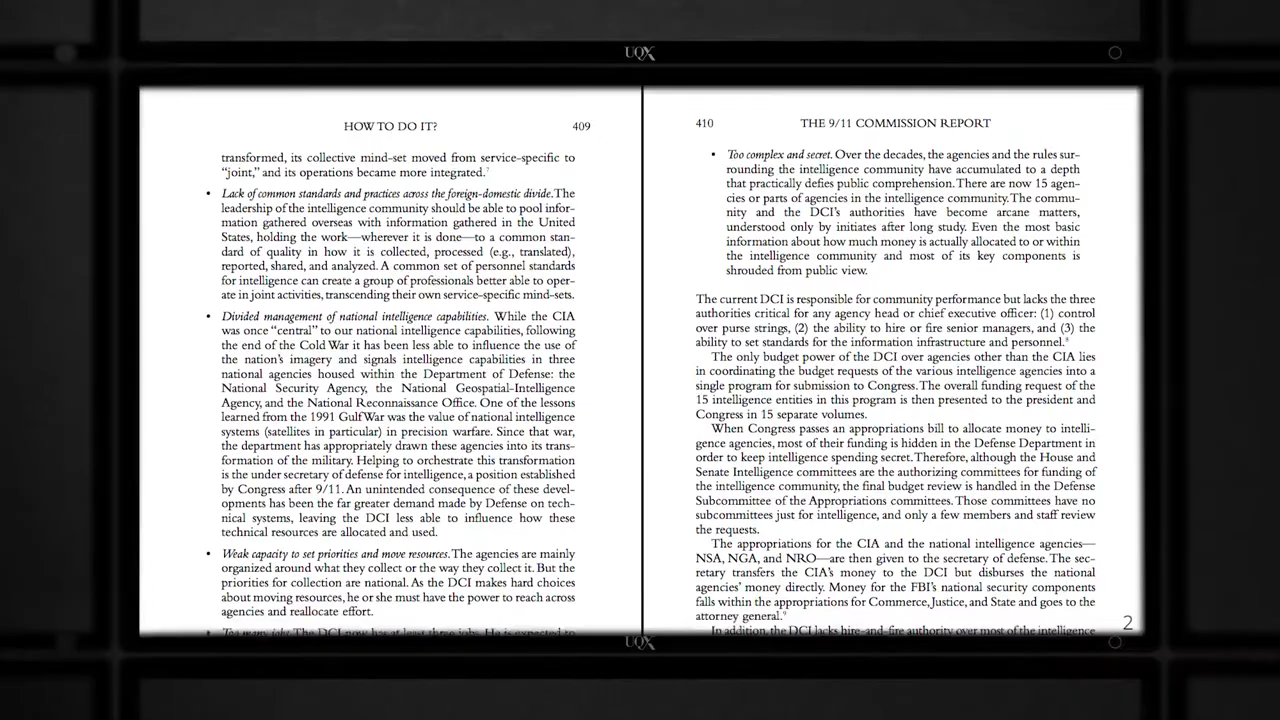 UQX
HOW TO DO IT? 409
transformed, its collective mind-set moved from service-specific to
“joint,” and its operations became more integrated.7
• Lack of common standards and practices across the foreign-domestic divide. The
leadership of the intelligence community should be able to pool infor-
mation gathered overseas with information gathered in the United
States, holding the work—wherever it is done—to a common stan-
dard of quality in how it is collected, processed (e.g., translated),
reported, shared, and analyzed. A common set of personnel standards
for intelligence can create a group of professionals better able to oper-
ate in joint activities, transcending their own service-specific mind-sets.
• Divided management of national intelligence capabilities. While the CIA
was once “central” to our national intelligence capabilities, following
the end of the Cold War it has been less able to influence the use of
the nation’s imagery and signals intelligence capabilities in three
national agencies housed within the Department of Defense: the
National Security Agency, the National Geospatial-Intelligence
Agency, and the National Reconnaissance Office. One of the lessons
learned from the 1991 Gulf War was the value of national intelligence
systems (satellites in particular) in precision warfare. Since that war,
the department has appropriately drawn these agencies into its trans-
formation of the military. Helping to orchestrate this transformation
is the under secretary of defense for intelligence, a position established
by Congress after 9/11. An unintended consequence of these devel-
opments has been the far greater demand made by Defense on tech-
nical systems, leaving the DCI less able to influence how these
technical resources are allocated and used.
• Weak capacity to set priorities and move resources. The agencies are mainly
organized around what they collect or the way they collect it. But the
priorities for collection are national. As the DCI makes hard choices
about moving resources, he or she must have the power to reach across
agencies and reallocate effort.
• Too many jobs. The DCI now has at least three jobs. He is expected to
410 THE 9/11 COMMISSION REPORT
• Too complex and secret. Over the decades, the agencies and the rules sur-
rounding the intelligence community have accumulated to a depth
that practically defies public comprehension. There are now 15 agen-
cies or parts of agencies in the intelligence community. The commu-
nity and the DCI’s authorities have become arcane matters,
understood only by initiates after long study. Even the most basic
information about how much money is actually allocated to or within
the intelligence community and most of its key components is
shrouded from public view.
The current DCI is responsible for community performance but lacks the three
authorities critical for any agency head or chief executive officer: (1) control
over purse strings, (2) the ability to hire or fire senior managers, and (3) the
ability to set standards for the information infrastructure and personnel.8
The only budget power of the DCI over agencies other than the CIA lies
in coordinating the budget requests of the various intelligence agencies into a
single program for submission to Congress. The overall funding request of the
15 intelligence entities in this program is then presented to the president and
Congress in 15 separate volumes.
When Congress passes an appropriations bill to allocate money to intelli-
gence agencies, most of their funding is hidden in the Defense Department in
order to keep intelligence spending secret. Therefore, although the House and
Senate Intelligence committees are the authorizing committees for funding of
the intelligence community, the final budget review is handled in the Defense
Subcommittee of the Appropriations committees. Those committees have no
subcommittees just for intelligence, and only a few members and staff review
the requests.
The appropriations for the CIA and the national intelligence agencies—
NSA, NGA, and NRO—are then given to the secretary of defense. The sec-
retary transfers the CIA’s money to the DCI but disburses the national
agencies’ money directly. Money for the FBI’s national security components
falls within the appropriations for Commerce, Justice, and State and goes to the
attorney general.9
In addition, the DCI lacks hire-and-fire authority over most of the intelligence
2
UQX